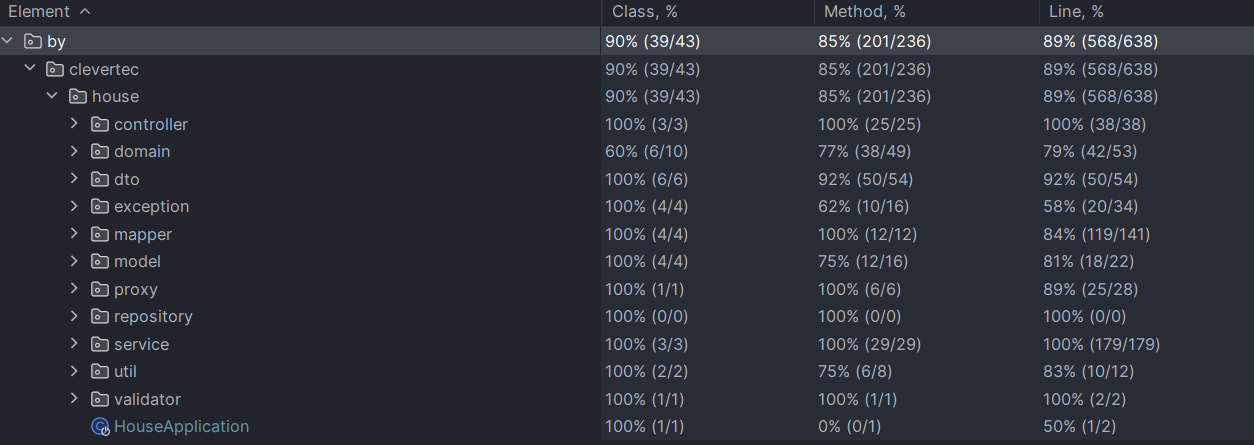 Element Class, % Method, % Line, %
by 90% (39/43) 85% (201/236) 89% (568/638)
clevertec 90% (39/43) 85% (201/236) 89% (568/638)
house 90% (39/43) 85% (201/236) 89% (568/638)
controller 100% (3/3) 100% (25/25) 100% (38/38)
domain 60% (6/10) 77% (38/49) 79% (42/53)
dto 100% (6/6) 92% (50/54) 92% (50/54)
exception 100% (4/4) 62% (10/16) 58% (20/34)
mapper 100% (4/4) 100% (12/12) 84% (119/141)
model 100% (4/4) 75% (12/16) 81% (18/22)
proxy 100% (1/1) 100% (6/6) 89% (25/28)
repository 100% (0/0) 100% (0/0) 100% (0/0)
service 100% (3/3) 100% (29/29) 100% (179/179)
util 100% (2/2) 75% (6/8) 83% (10/12)
validator 100% (1/1) 100% (1/1) 100% (2/2)
HouseApplication 100% (1/1) 0% (0/1) 50% (1/2)